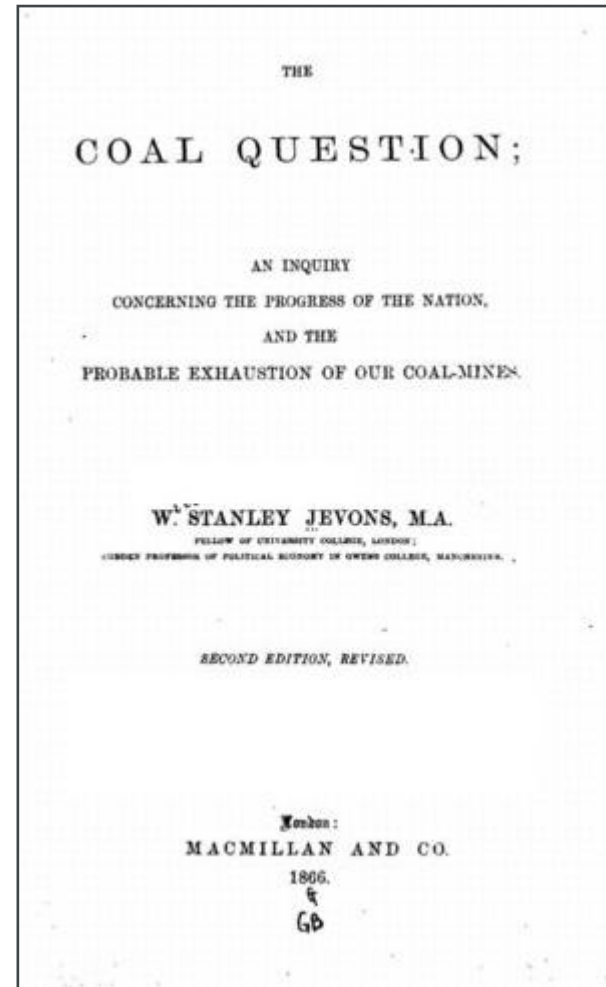 THE
COAL QUESTION;
AN INQUIRY
CONCERNING THE PROGRESS OF THE NATION,
AND THE
PROBABLE EXHAUSTION OF OUR COAL-MINES.
W. STANLEY JEVONS, M.A.
FELLOW OF UNIVERSITY COLLEGE, LONDON;
COBDEN PROFESSOR OF POLITICAL ECONOMY IN OWENS COLLEGE, MANCHESTER.
SECOND EDITION, REVISED.
London:
MACMILLAN AND CO.
1866.
GB